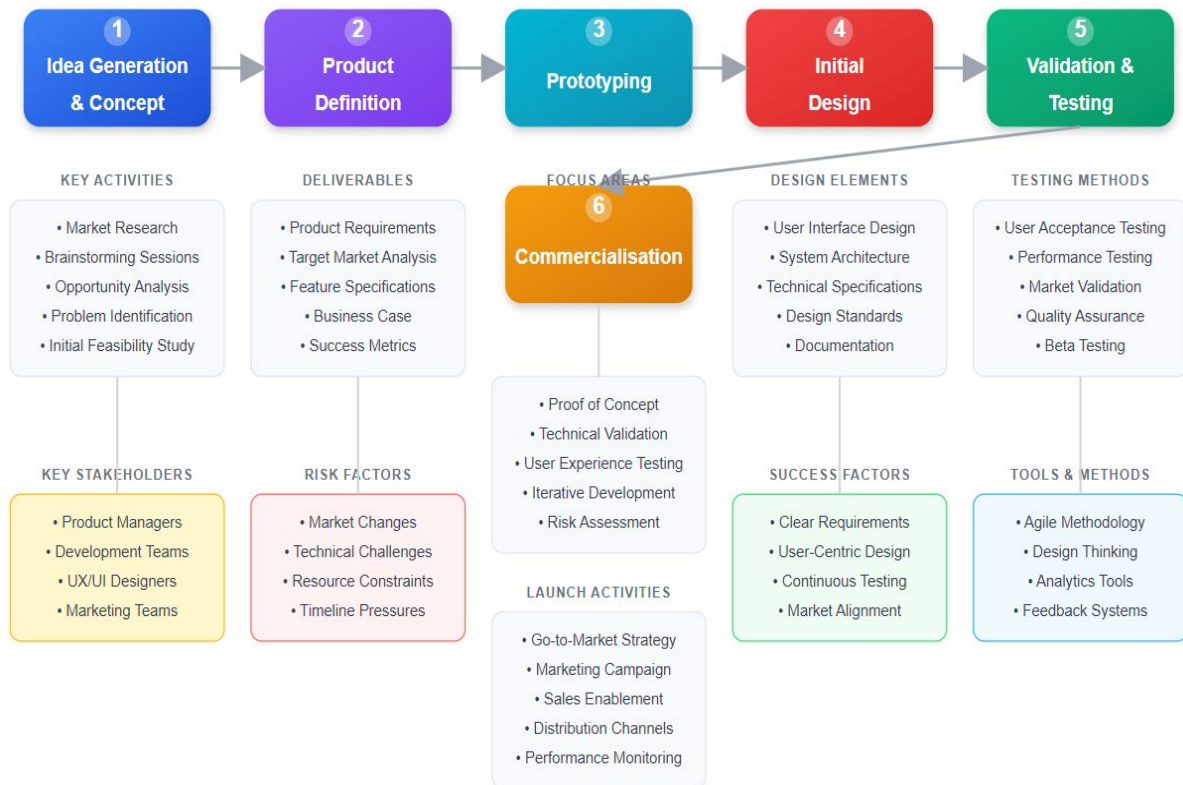 1
Idea Generation
& Concept
2
Product
Definition
3
Prototyping
4
Initial
Design
5
Validation &
Testing
KEY ACTIVITIES
• Market Research
• Brainstorming Sessions
• Opportunity Analysis
• Problem Identification
• Initial Feasibility Study
DELIVERABLES
• Product Requirements
• Target Market Analysis
• Feature Specifications
• Business Case
• Success Metrics
FOCUS AREAS
6
Commercialisation
• Proof of Concept
• Technical Validation
• User Experience Testing
• Iterative Development
• Risk Assessment
DESIGN ELEMENTS
• User Interface Design
• System Architecture
• Technical Specifications
• Design Standards
• Documentation
TESTING METHODS
• User Acceptance Testing
• Performance Testing
• Market Validation
• Quality Assurance
• Beta Testing
KEY STAKEHOLDERS
• Product Managers
• Development Teams
• UX/UI Designers
• Marketing Teams
RISK FACTORS
• Market Changes
• Technical Challenges
• Resource Constraints
• Timeline Pressures
LAUNCH ACTIVITIES
• Go-to-Market Strategy
• Marketing Campaign
• Sales Enablement
• Distribution Channels
• Performance Monitoring
SUCCESS FACTORS
• Clear Requirements
• User-Centric Design
• Continuous Testing
• Market Alignment
TOOLS & METHODS
• Agile Methodology
• Design Thinking
• Analytics Tools
• Feedback Systems